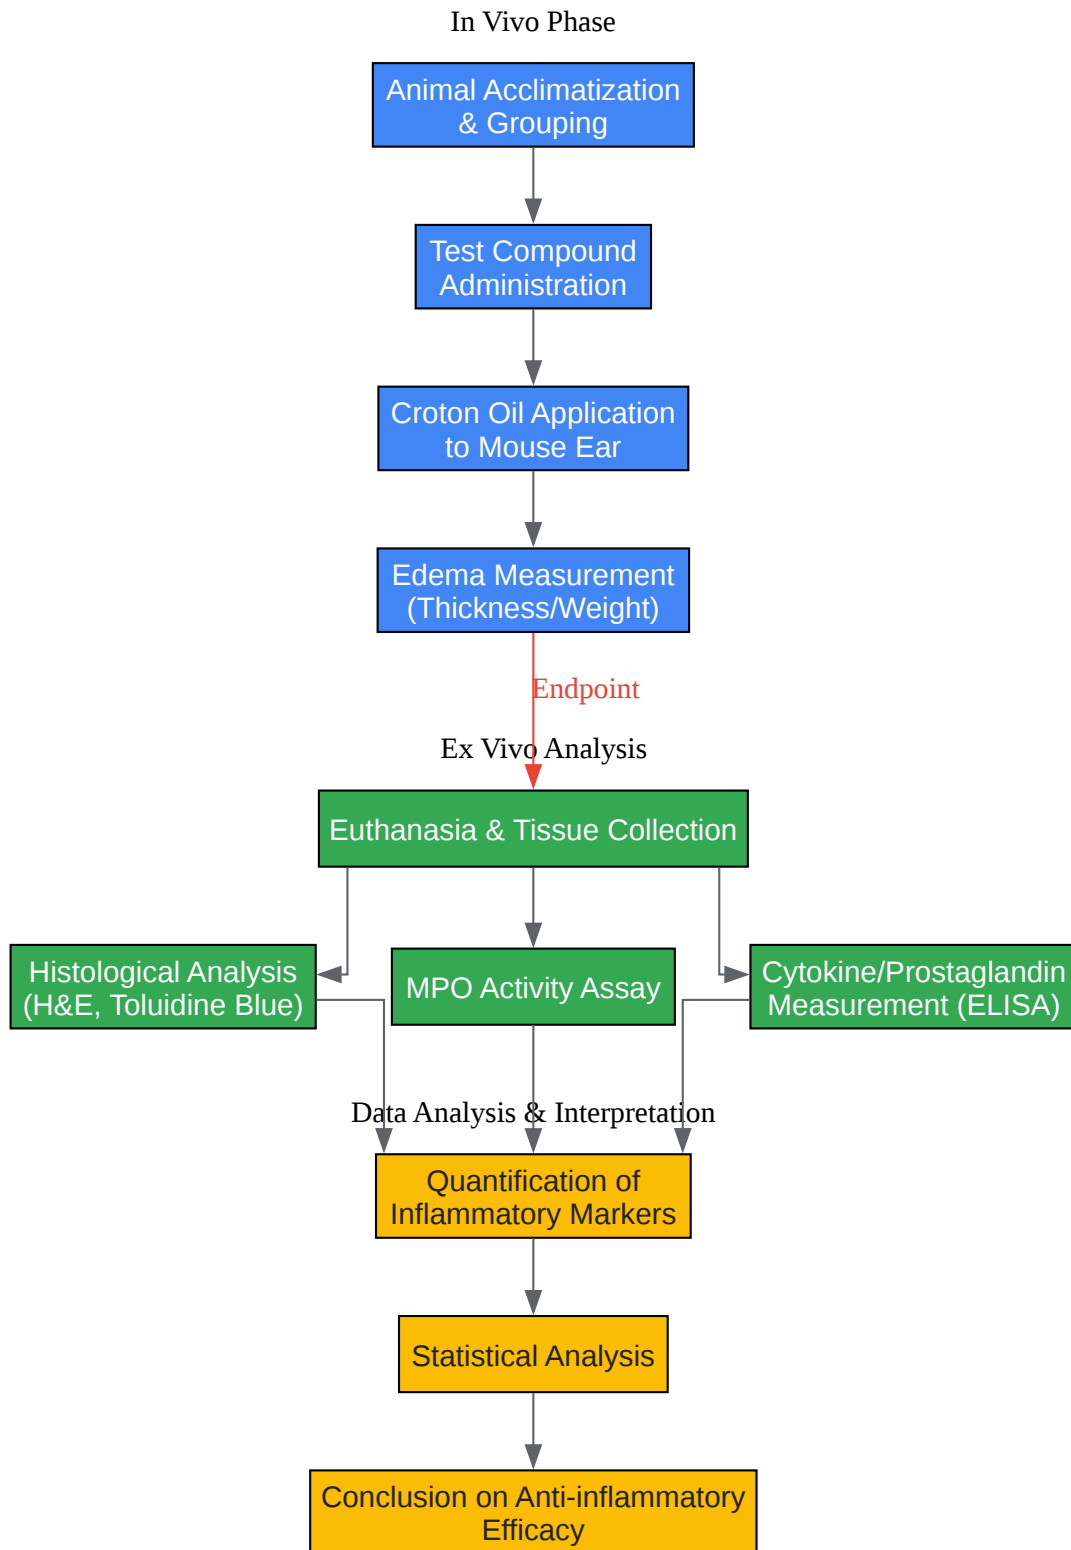 In Vivo Phase
Animal Acclimatization
& Grouping
Test Compound
Administration
Croton Oil Application
to Mouse Ear
Edema Measurement
(Thickness/Weight)
Endpoint
Ex Vivo Analysis
Euthanasia & Tissue Collection
Histological Analysis
(H&E, Toluidine Blue)
MPO Activity Assay
Cytokine/Prostaglandin
Measurement (ELISA)
Data Analysis & Interpretation
Quantification of
Inflammatory Markers
Statistical Analysis
Conclusion on Anti-inflammatory
Efficacy